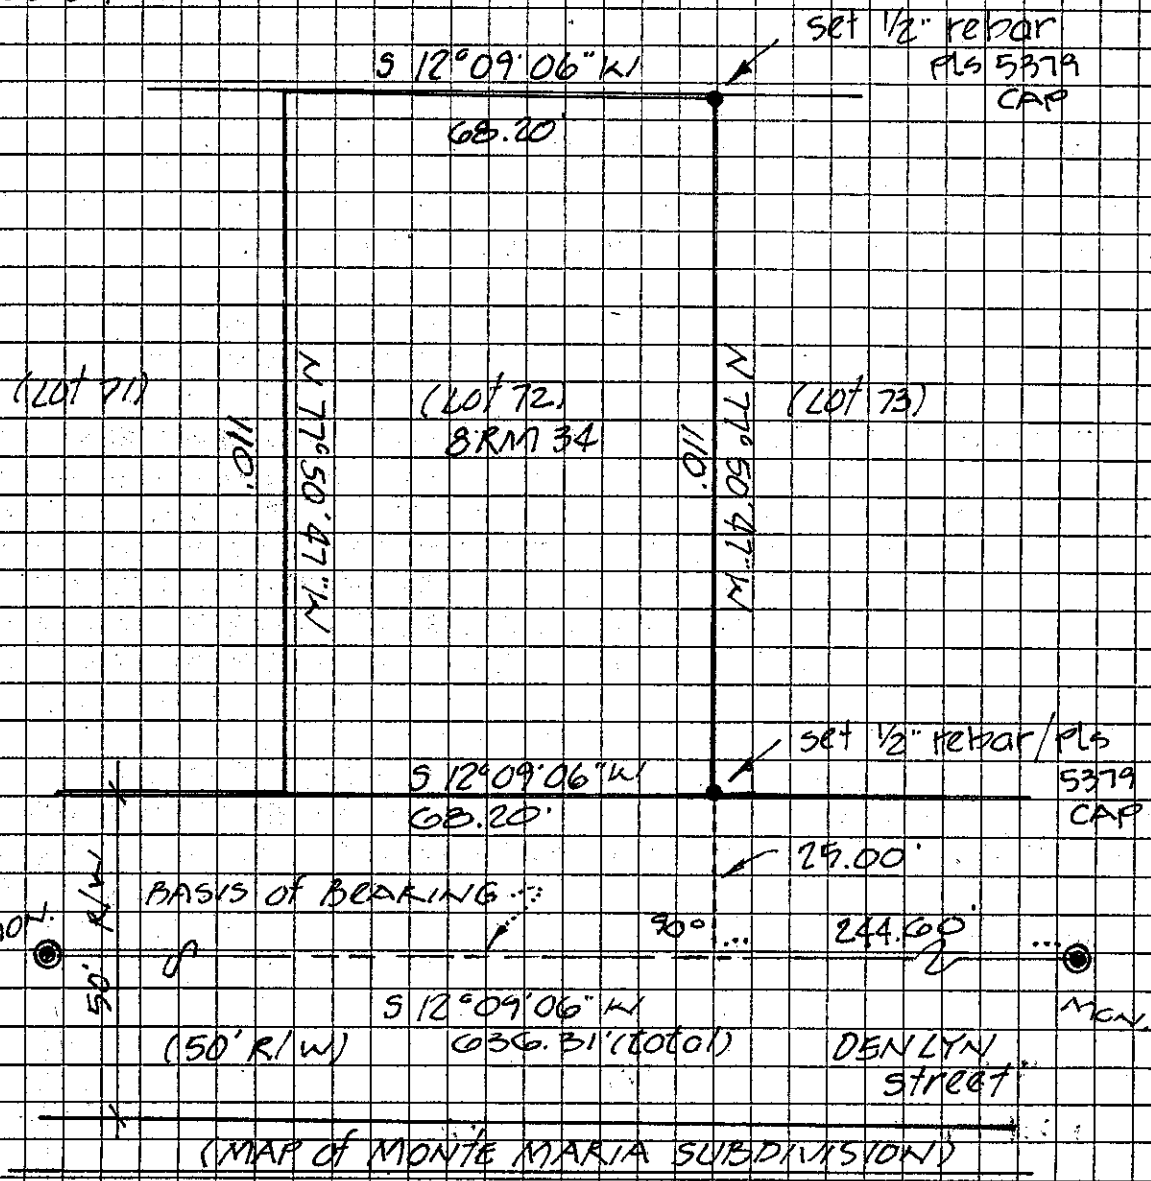 set 1/2" rebar
PLS 5379
CAP
S 12°09'06" W
68.20'
(LOT 71)
110'
N 77°50'47" W
(LOT 72)
8 RM 34
110'
N 77°50'47" W
(LOT 73)
set 1/2" rebar/PLS
5379
CAP
S 12°09'06" W
68.20'
25.00'
50' R/W
BASIS of BEARING
90°
244.60'
MON.
S 12°09'06" W
636.31' (total)
(50' R/W)
DENLYN
street
(MAP of MONTE MARIA SUBDIVISION)